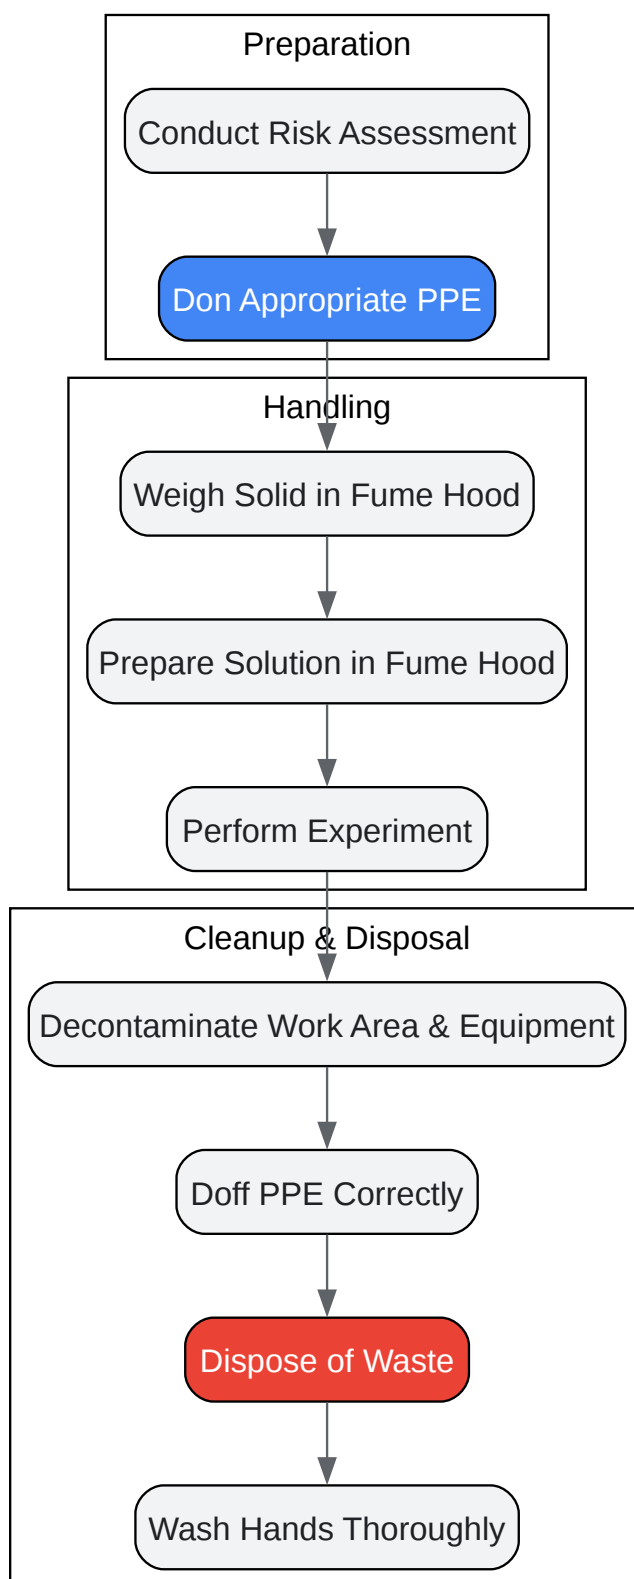 Preparation
Conduct Risk Assessment
Don Appropriate PPE
Handling
Weigh Solid in Fume Hood
Prepare Solution in Fume Hood
Perform Experiment
Cleanup & Disposal
Decontaminate Work Area & Equipment
Doff PPE Correctly
Dispose of Waste
Wash Hands Thoroughly